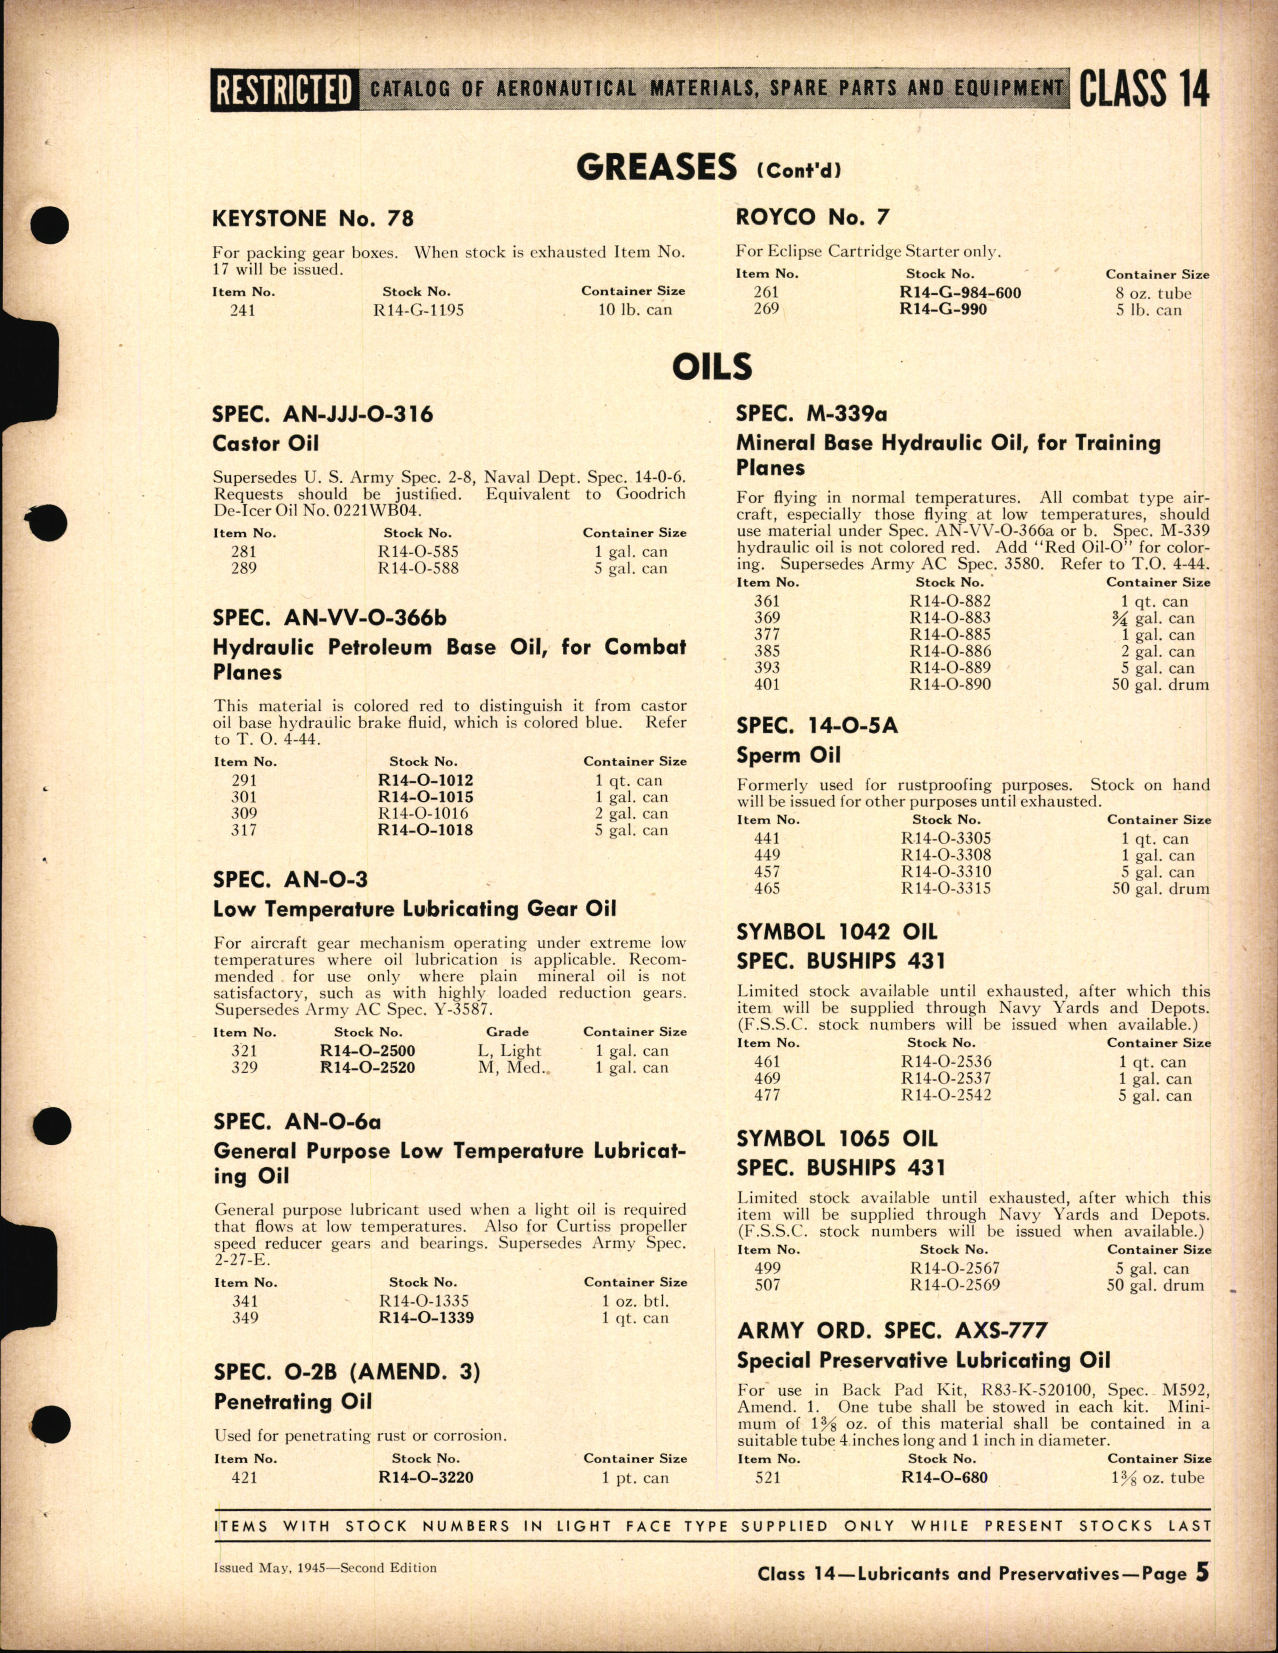 RESTRICTED CATALOG OF AERONAUTICAL MATERIALS, SPARE PARTS AND EQUIPMENT CLASS 14
GREASES (Cont'd)
KEYSTONE No. 78
For packing gear boxes. When stock is exhausted Item No.
17 will be issued.
Item No. Stock No. Container Size
241 R14-G-1195 10 lb. can
ROYCO No. 7
For Eclipse Cartridge Starter only.
Item No. Stock No. Container Size
261 R14-G-984-600 8 oz. tube
269 R14-G-990 5 lb. can
OILS
SPEC. AN-JJJ-O-316
Castor Oil
Supersedes U. S. Army Spec. 2-8, Naval Dept. Spec. 14-0-6.
Requests should be justified. Equivalent to Goodrich
De-Icer Oil No. 0221WB04.
Item No. Stock No. Container Size
281 R14-O-585 1 gal. can
289 R14-O-588 5 gal. can
SPEC. AN-VV-O-366b
Hydraulic Petroleum Base Oil, for Combat
Planes
This material is colored red to distinguish it from castor
oil base hydraulic brake fluid, which is colored blue. Refer
to T. O. 4-44.
Item No. Stock No. Container Size
291 R14-O-1012 1 qt. can
301 R14-O-1015 1 gal. can
309 R14-O-1016 2 gal. can
317 R14-O-1018 5 gal. can
SPEC. AN-O-3
Low Temperature Lubricating Gear Oil
For aircraft gear mechanism operating under extreme low
temperatures where oil lubrication is applicable. Recom-
mended for use only where plain mineral oil is not
satisfactory, such as with highly loaded reduction gears.
Supersedes Army AC Spec. Y-3587.
Item No. Stock No. Grade Container Size
321 R14-O-2500 L, Light 1 gal. can
329 R14-O-2520 M, Med. 1 gal. can
SPEC. AN-O-6a
General Purpose Low Temperature Lubricat-
ing Oil
General purpose lubricant used when a light oil is required
that flows at low temperatures. Also for Curtiss propeller
speed reducer gears and bearings. Supersedes Army Spec.
2-27-E.
Item No. Stock No. Container Size
341 R14-O-1335 1 oz. btl.
349 R14-O-1339 1 qt. can
SPEC. O-2B (AMEND. 3)
Penetrating Oil
Used for penetrating rust or corrosion.
Item No. Stock No. Container Size
421 R14-O-3220 1 pt. can
SPEC. M-339a
Mineral Base Hydraulic Oil, for Training
Planes
For flying in normal temperatures. All combat type air-
craft, especially those flying at low temperatures, should
use material under Spec. AN-VV-O-366a or b. Spec. M-339
hydraulic oil is not colored red. Add "Red Oil-O" for color-
ing. Supersedes Army AC Spec. 3580. Refer to T.O. 4-44.
Item No. Stock No. Container Size
361 R14-O-882 1 qt. can
369 R14-O-883 ¾ gal. can
377 R14-O-885 1 gal. can
385 R14-O-886 2 gal. can
393 R14-O-889 5 gal. can
401 R14-O-890 50 gal. drum
SPEC. 14-O-5A
Sperm Oil
Formerly used for rustproofing purposes. Stock on hand
will be issued for other purposes until exhausted.
Item No. Stock No. Container Size
441 R14-O-3305 1 qt. can
449 R14-O-3308 1 gal. can
457 R14-O-3310 5 gal. can
465 R14-O-3315 50 gal. drum
SYMBOL 1042 OIL
SPEC. BUSHIPS 431
Limited stock available until exhausted, after which this
item will be supplied through Navy Yards and Depots.
(F.S.S.C. stock numbers will be issued when available.)
Item No. Stock No. Container Size
461 R14-O-2536 1 qt. can
469 R14-O-2537 1 gal. can
477 R14-O-2542 5 gal. can
SYMBOL 1065 OIL
SPEC. BUSHIPS 431
Limited stock available until exhausted, after which this
item will be supplied through Navy Yards and Depots.
(F.S.S.C. stock numbers will be issued when available.)
Item No. Stock No. Container Size
499 R14-O-2567 5 gal. can
507 R14-O-2569 50 gal. drum
ARMY ORD. SPEC. AXS-777
Special Preservative Lubricating Oil
For use in Back Pad Kit, R83-K-520100, Spec. M592,
Amend. 1. One tube shall be stowed in each kit. Mini-
mum of 1⅜ oz. of this material shall be contained in a
suitable tube 4 inches long and 1 inch in diameter.
Item No. Stock No. Container Size
521 R14-O-680 1⅜ oz. tube
ITEMS WITH STOCK NUMBERS IN LIGHT FACE TYPE SUPPLIED ONLY WHILE PRESENT STOCKS LAST
Issued May, 1945—Second Edition
Class 14—Lubricants and Preservatives—Page 5